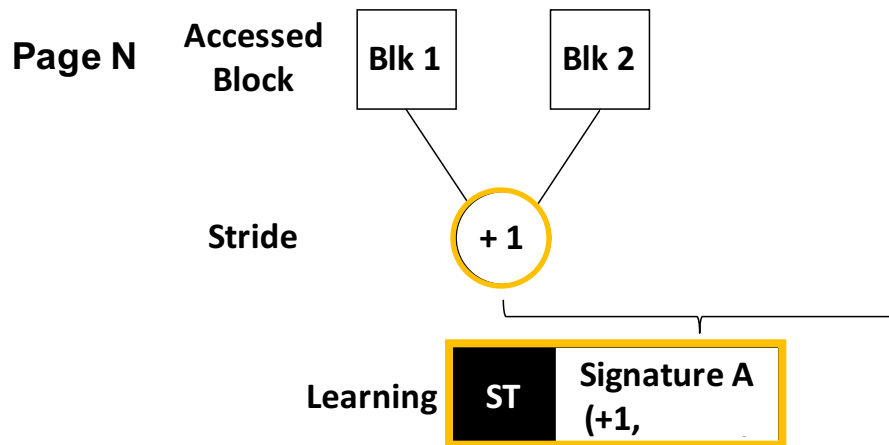 Page N
Accessed
Block
Blk 1
Blk 2
Stride
+ 1
Learning
ST
Signature A
(+1,